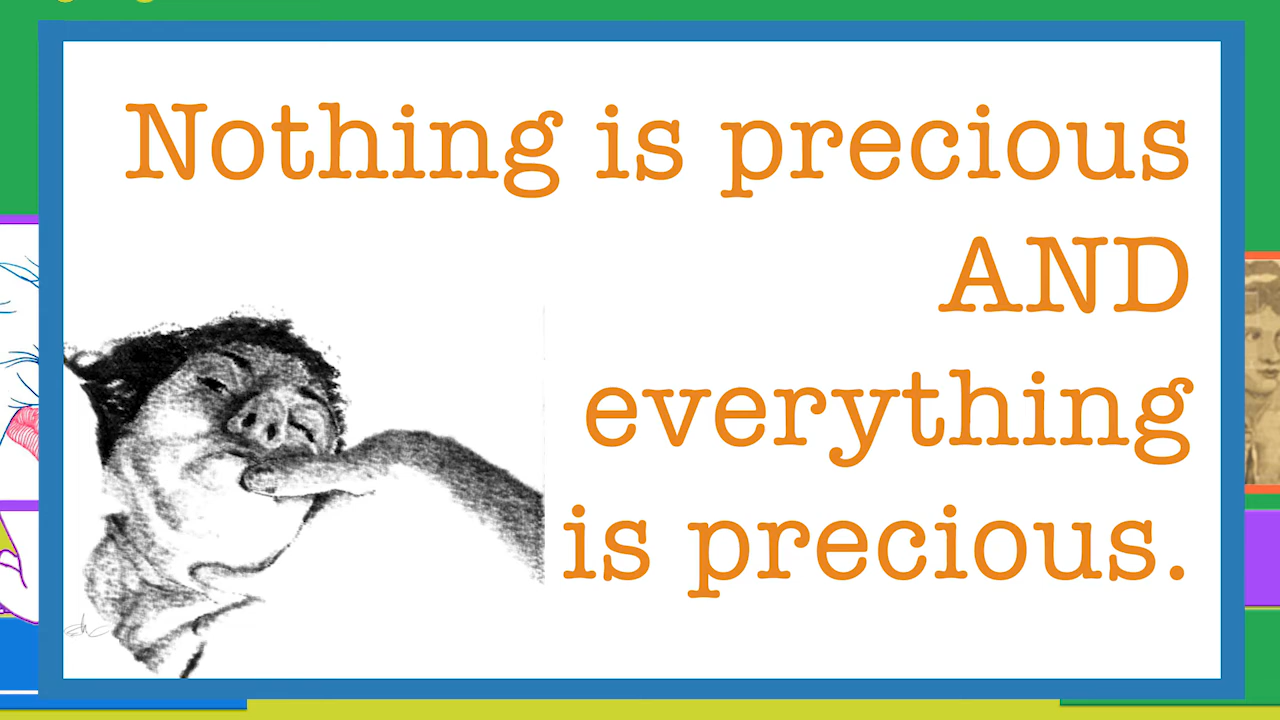 Nothing is precious
AND
everything
is precious.